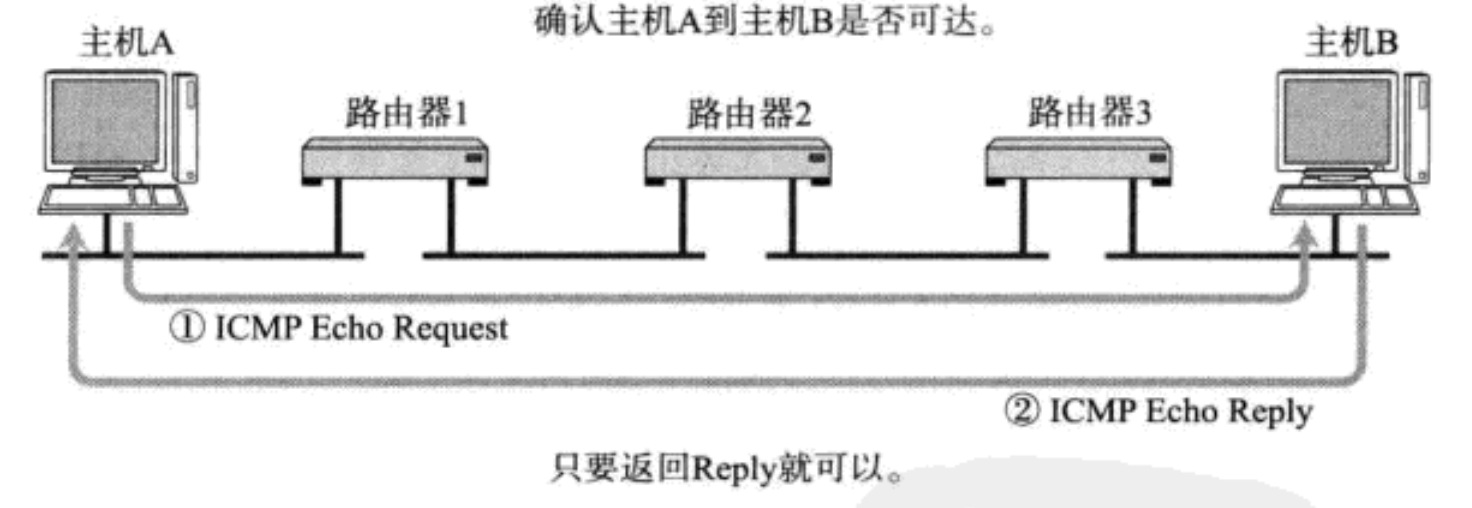 确认主机A到主机B是否可达。
主机A
主机B
路由器1
路由器2
路由器3
① ICMP Echo Request
② ICMP Echo Reply
只要返回Reply就可以。